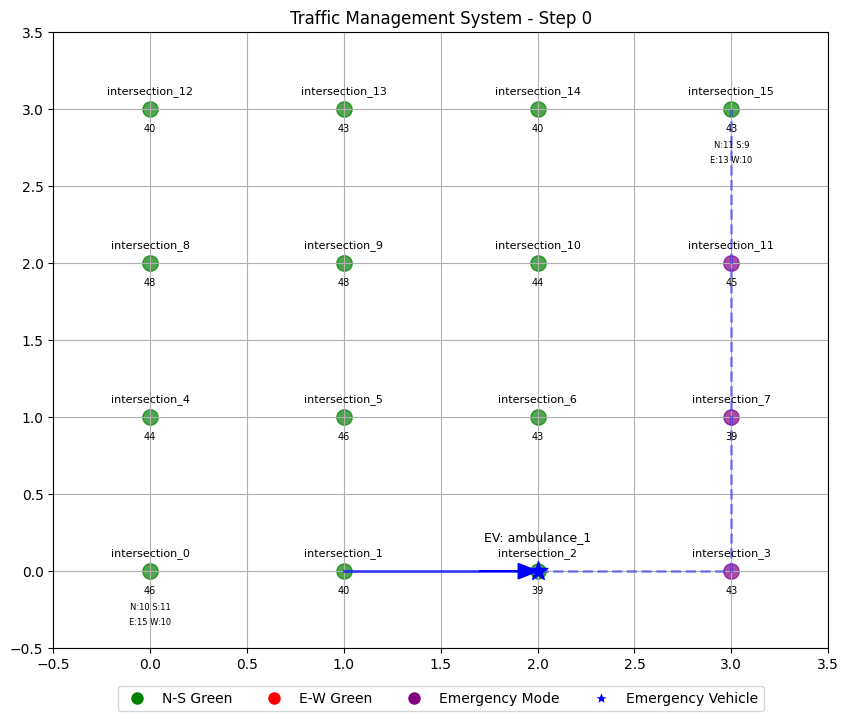 Traffic Management System - Step 0
3.5
intersection_12 intersection_13 intersection_14 intersection_15
3.0
40 43 40 43
N:11 S:9
E:13 W:10
2.5
intersection_8 intersection_9 intersection_10 intersection_11
2.0
48 48 44 45
1.5
intersection_4 intersection_5 intersection_6 intersection_7
1.0
44 46 43 39
0.5
EV: ambulance_1
intersection_0 intersection_1 intersection_2 intersection_3
0.0
46 40 39 43
N:10 S:11
E:15 W:10
−0.5
−0.5 0.0 0.5 1.0 1.5 2.0 2.5 3.0 3.5
N-S Green E-W Green Emergency Mode Emergency Vehicle